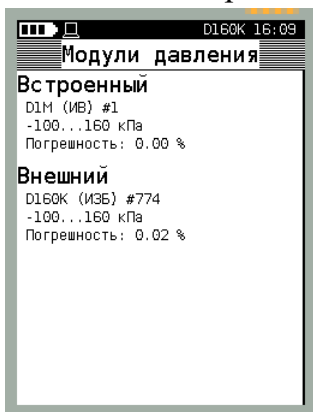 D160K 16:09
Модули давления
Встроенный
D1M (ИВ) #1
-100...160 кПа
Погрешность: 0.00 %
Внешний
D160K (ИЗБ) #774
-100...160 кПа
Погрешность: 0.02 %